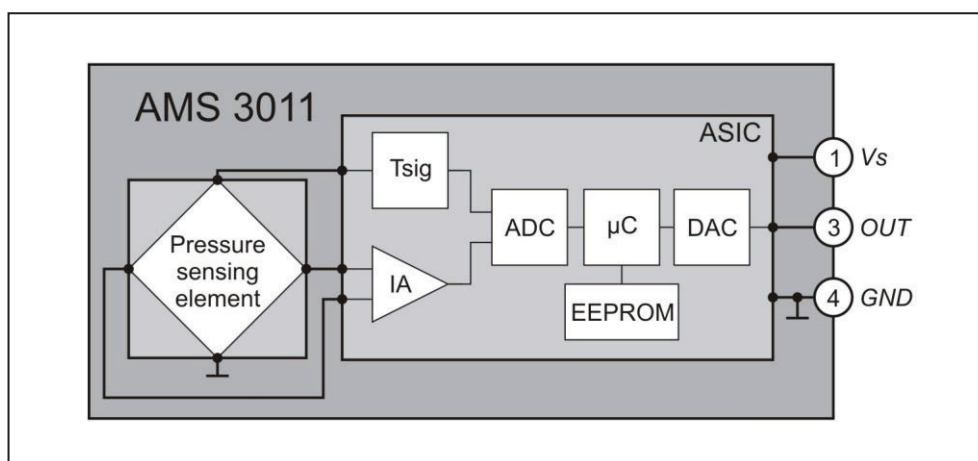 AMS 3011
ASIC
Tsig
Pressure
sensing
element
IA
ADC
µC
DAC
EEPROM
1 Vs
3 OUT
4 GND